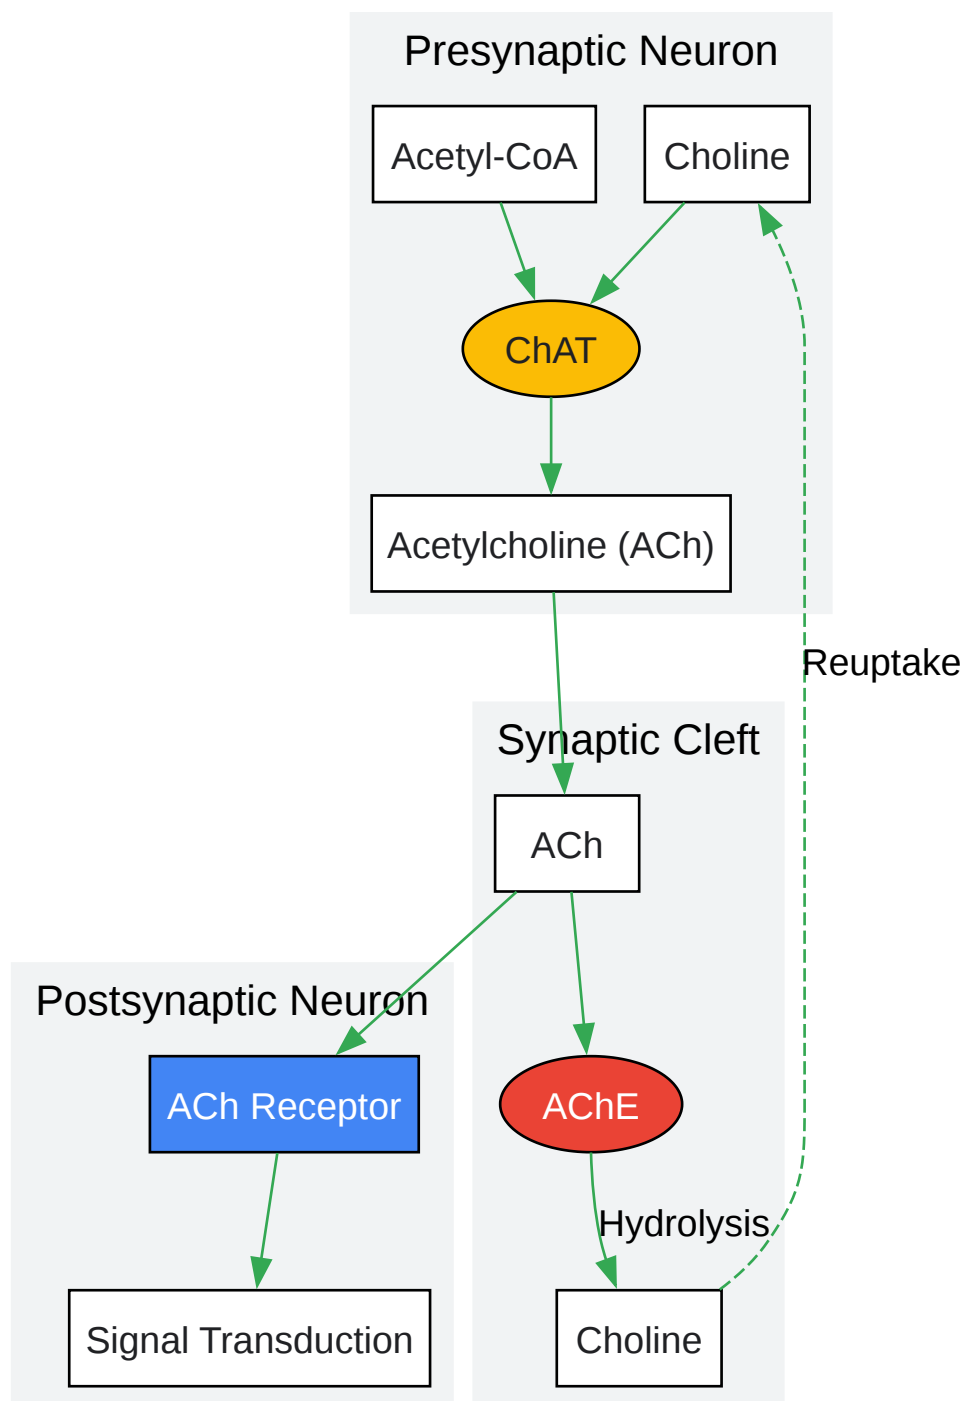 Presynaptic Neuron
Acetyl-CoA
Choline
ChAT
Acetylcholine (ACh)
Reuptake
Synaptic Cleft
ACh
Postsynaptic Neuron
ACh Receptor
AChE
Hydrolysis
Signal Transduction
Choline